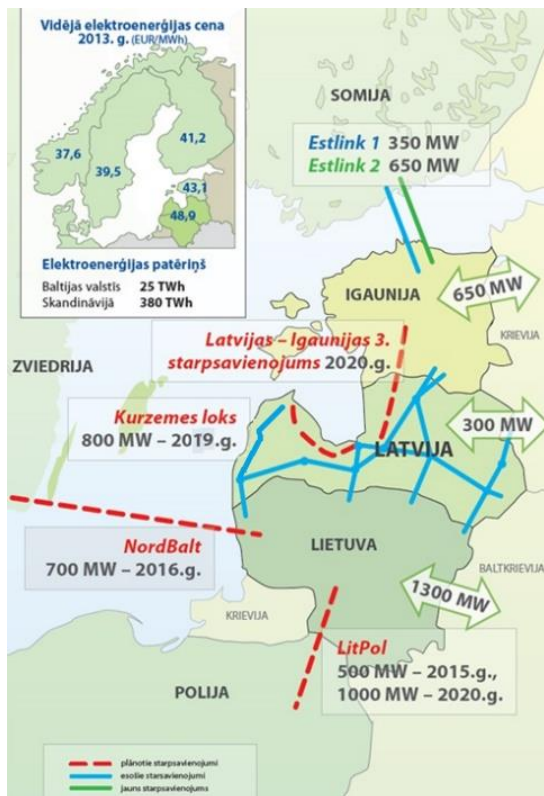 Vidējā elektroenerģijas cena
2013. g. (EUR/MWh)
37,6
39,5
41,2
43,1
48,9
Elektroenerģijas patēriņš
Baltijas valstīs 25 TWh
Skandināvijā 380 TWh
SOMIJA
Estlink 1 350 MW
Estlink 2 650 MW
IGAUNIJA
650 MW
KRIEVIJA
Latvijas – Igaunijas 3.
starpsavienojums 2020.g.
ZVIEDRIJA
Kurzemes loks
800 MW – 2019.g.
LATVIJA
300 MW
NordBalt
700 MW – 2016.g.
LIETUVA
BALTKRIEVIJA
1300 MW
KRIEVIJA
LitPol
500 MW – 2015.g.,
1000 MW – 2020.g.
POLIJA
plānotie starpsavienojumi
esošie starsavienojumi
jauns starpsavienojums